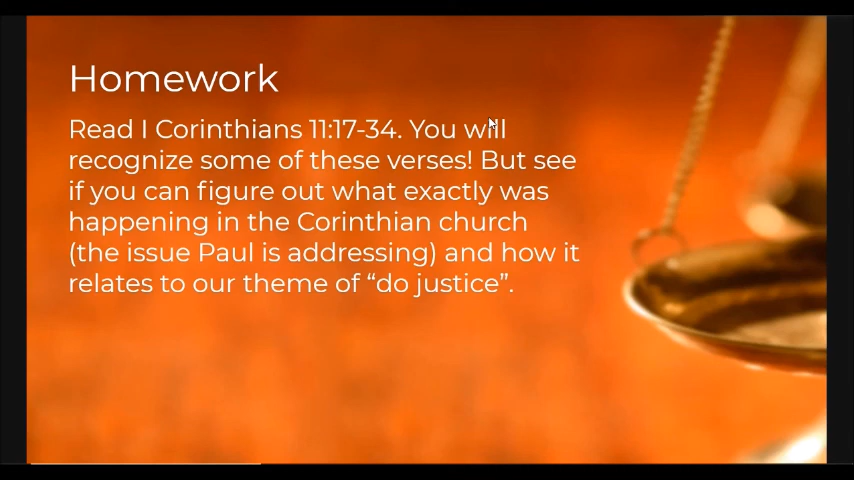 Homework
Read I Corinthians 11:17-34. You will
recognize some of these verses! But see
if you can figure out what exactly was
happening in the Corinthian church
(the issue Paul is addressing) and how it
relates to our theme of “do justice”.